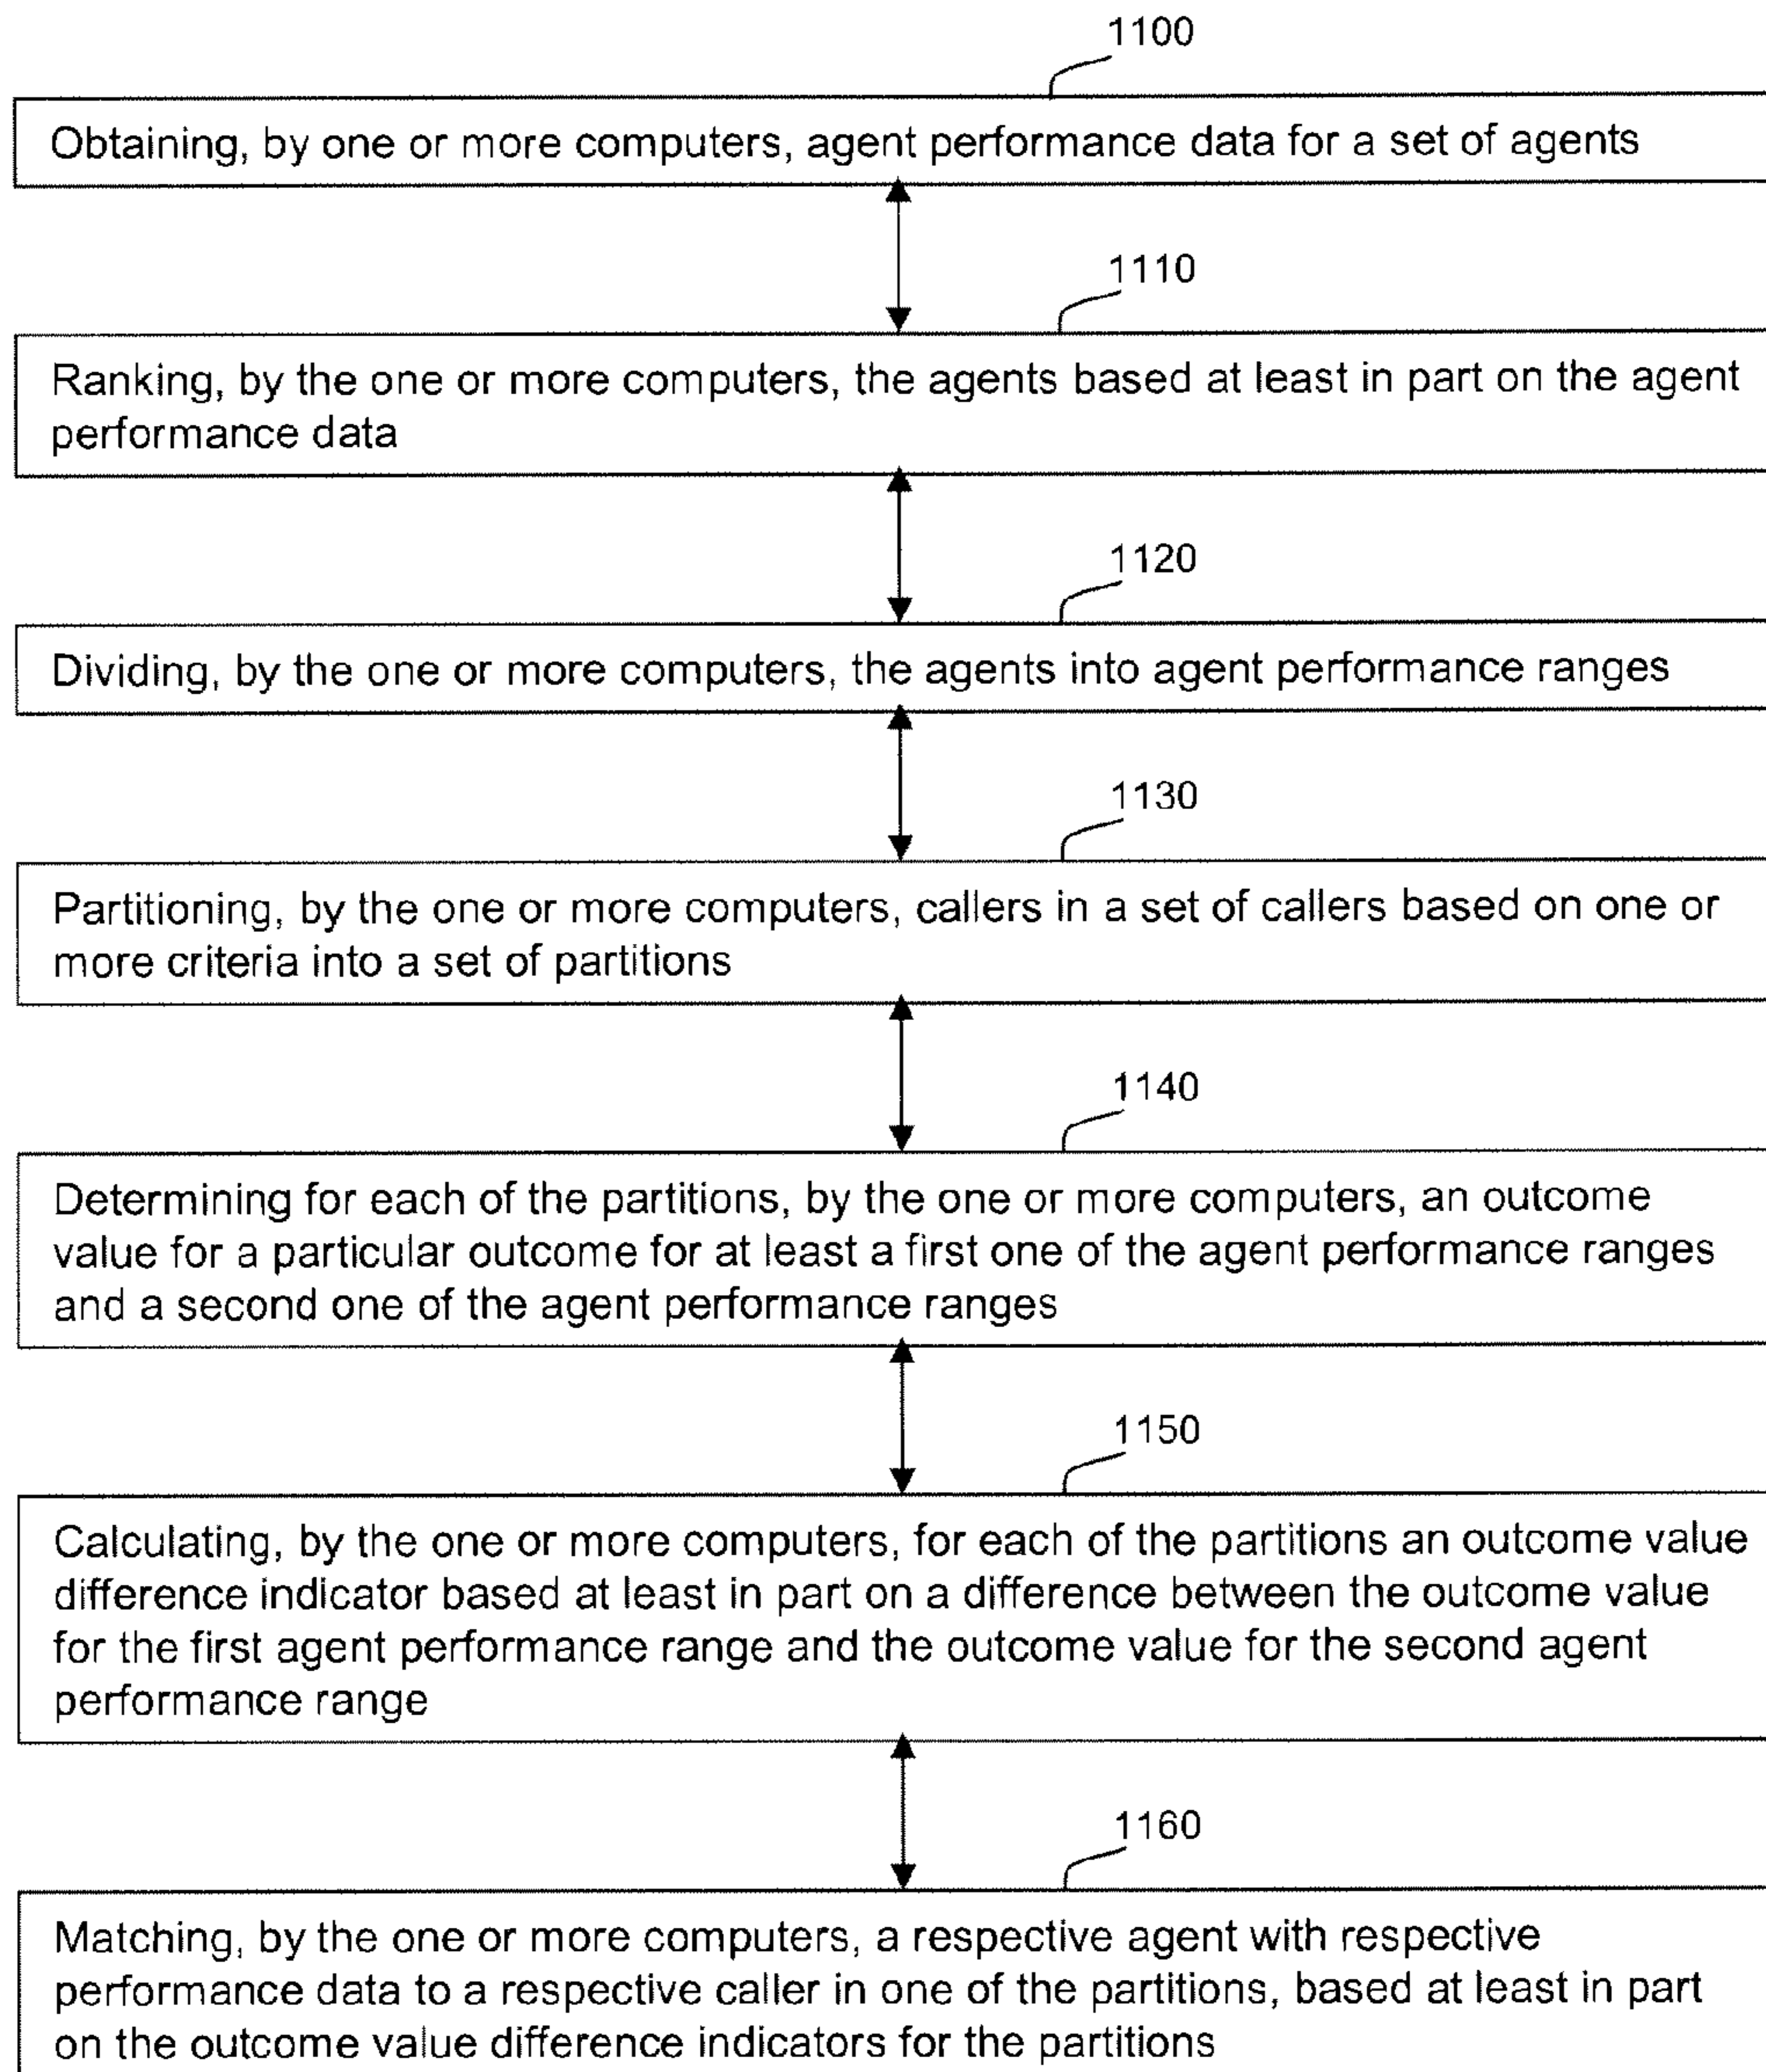 1100
Obtaining, by one or more computers, agent performance data for a set of agents
1110
Ranking, by the one or more computers, the agents based at least in part on the agent
performance data
1120
Dividing, by the one or more computers, the agents into agent performance ranges
1130
Partitioning, by the one or more computers, callers in a set of callers based on one or
more criteria into a set of partitions
1140
Determining for each of the partitions, by the one or more computers, an outcome
value for a particular outcome for at least a first one of the agent performance ranges
and a second one of the agent performance ranges
1150
Calculating, by the one or more computers, for each of the partitions an outcome value
difference indicator based at least in part on a difference between the outcome value
for the first agent performance range and the outcome value for the second agent
performance range
1160
Matching, by the one or more computers, a respective agent with respective
performance data to a respective caller in one of the partitions, based at least in part
on the outcome value difference indicators for the partitions